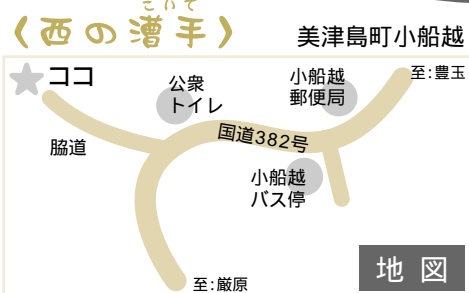 こいで
《西の漕手》
美津島町小船越
ココ
公衆
トイレ
小船越
郵便局
至:豊玉
脇道
国道382号
小船越
バス停
至:厳原
地 図